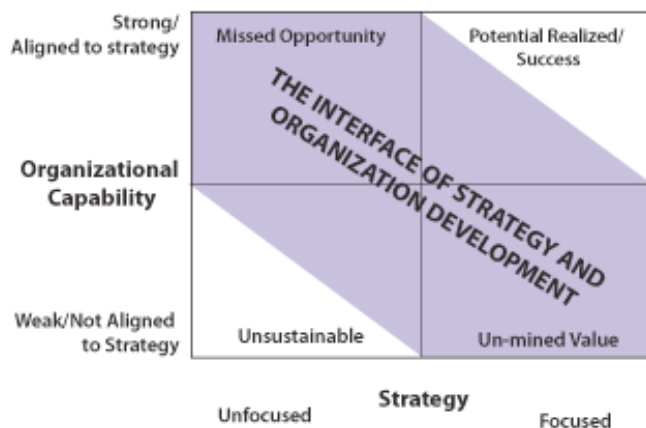 Strong/
Aligned to strategy
Missed Opportunity
Potential Realized/
Success
THE INTERFACE OF STRATEGY AND
ORGANIZATION DEVELOPMENT
Organizational
Capability
Weak/Not Aligned
to Strategy
Unsustainable
Un-mined Value
Strategy
Unfocused
Focused